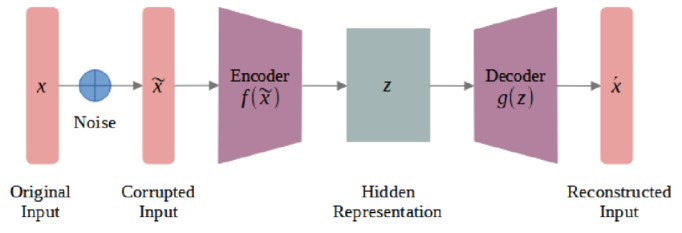 x
Noise
x̃
Encoder
f(x̃)
z
Decoder
g(z)
x́
Original
Input
Corrupted
Input
Hidden
Representation
Reconstructed
Input